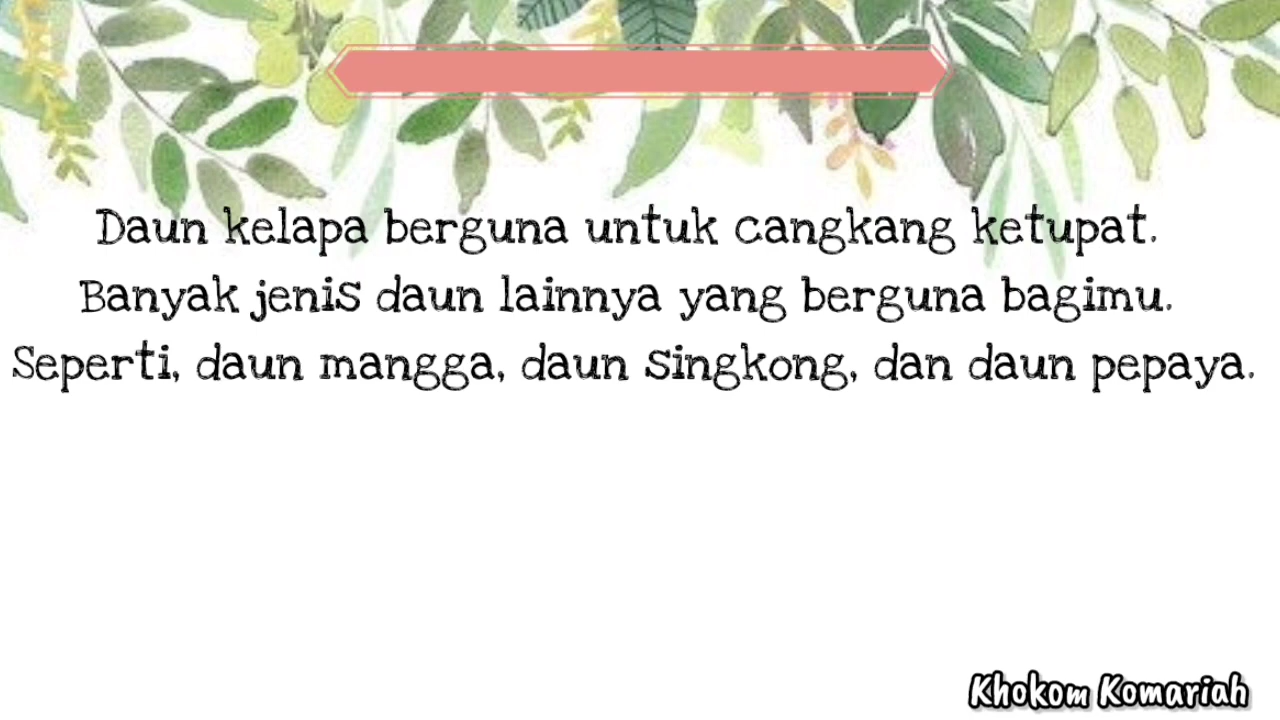 Daun kelapa berguna untuk cangkang ketupat.
Banyak jenis daun lainnya yang berguna bagimu.
Seperti, daun mangga, daun singkong, dan daun pepaya.
Khokom Komariah